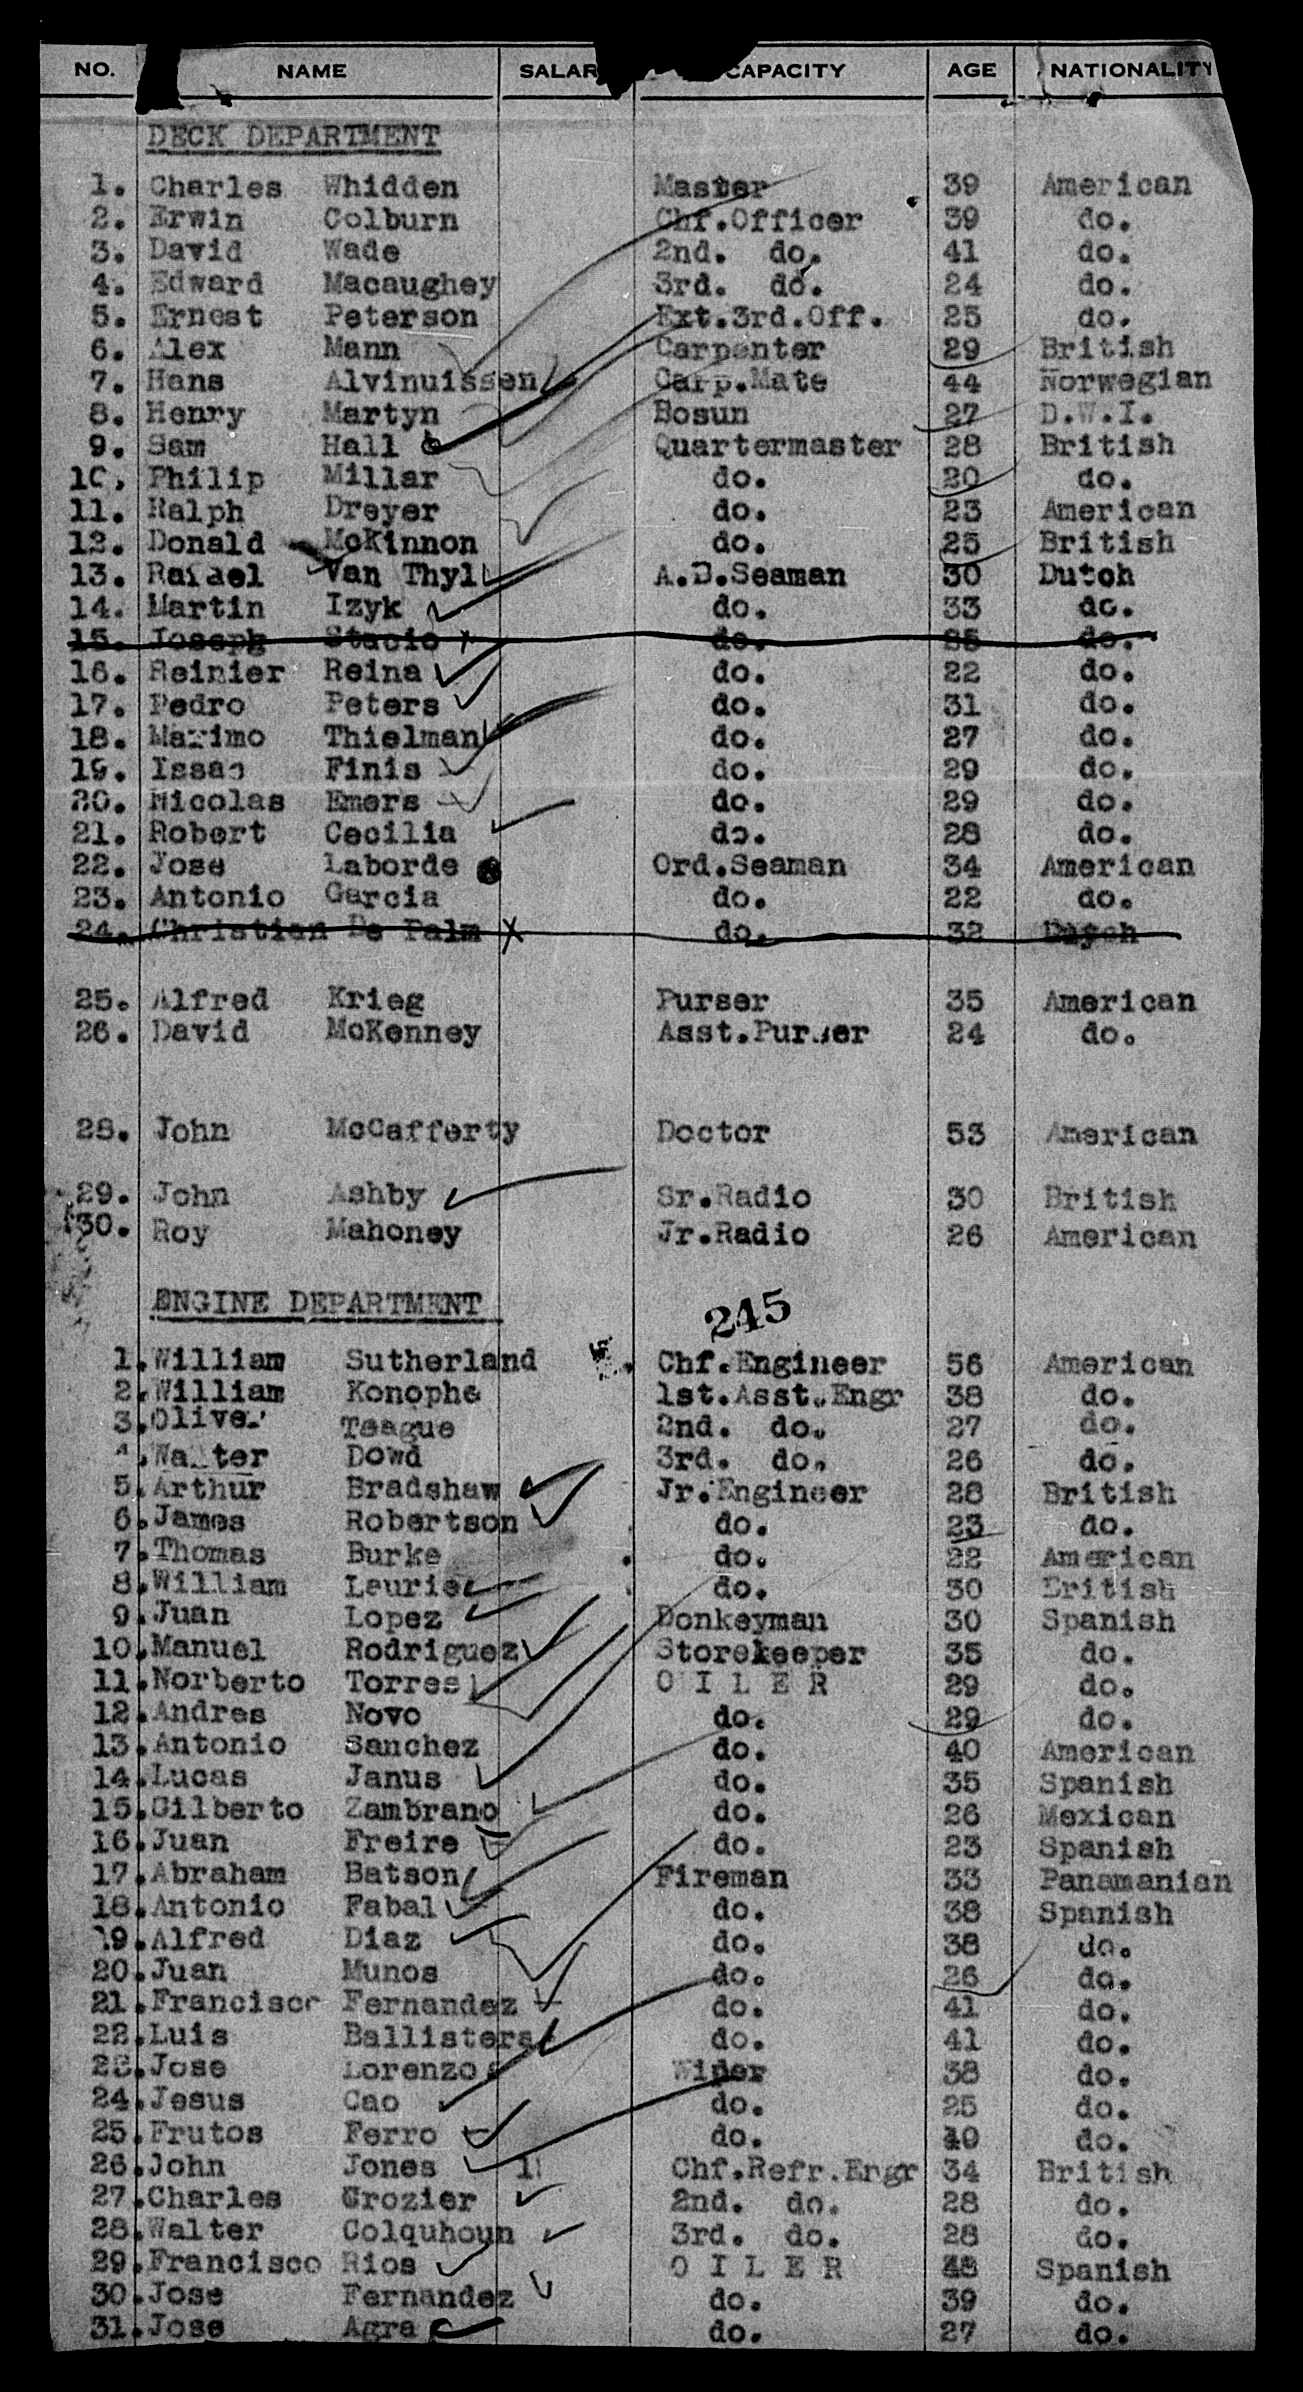 NO. NAME SALAR CAPACITY AGE NATIONALITY
DECK DEPARTMENT
1. Charles Whidden Master 39 American
2. Erwin Colburn Chf.Officer 39 do.
3. David Wade 2nd. do. 41 do.
4. Edward Macaughey 3rd. do. 24 do.
5. Ernest Peterson Ext.3rd.Off. 25 do.
6. Alex Mann Carpenter 29 British
7. Hans Alvinuissen Carp.Mate 44 Norwegian
8. Henry Martyn Bosun 27 D.W.I.
9. Sam Hall Quartermaster 28 British
10. Philip Millar do. 20 do.
11. Ralph Dreyer do. 23 American
12. Donald McKinnon do. 25 British
13. Rafael Van Thyl A.B.Seaman 30 Dutch
14. Martin Izyk do. 33 do.
15. Joseph Stacie x do. 25 do.
16. Reinier Reina do. 22 do.
17. Pedro Peters do. 31 do.
18. Maximo Thielman do. 27 do.
19. Issac Finis do. 29 do.
20. Nicolas Emers do. 29 do.
21. Robert Cecilia do. 28 do.
22. Jose Laborde Ord.Seaman 34 American
23. Antonio Garcia do. 22 do.
24. Christian De Palm X do. 32 Dutch
25. Alfred Krieg Purser 35 American
26. David McKenney Asst.Purser 24 do.
28. John McCafferty Doctor 53 American
29. John Ashby Sr.Radio 30 British
30. Roy Mahoney Jr.Radio 26 American
ENGINE DEPARTMENT
245
1. William Sutherland Chf.Engineer 56 American
2. William Konophe 1st.Asst.Engr 38 do.
3. Oliver Teague 2nd. do. 27 do.
4. Walter Dowd 3rd. do. 26 do.
5. Arthur Bradshaw Jr.Engineer 28 British
6. James Robertson do. 23 do.
7. Thomas Burke do. 22 American
8. William Laurie do. 30 British
9. Juan Lopez Donkeyman 30 Spanish
10. Manuel Rodriguez Storekeeper 35 do.
11. Norberto Torres O I L E R 29 do.
12. Andres Novo do. 29 do.
13. Antonio Sanchez do. 40 American
14. Lucas Janus do. 35 Spanish
15. Gilberto Zambrano do. 26 Mexican
16. Juan Freire do. 23 Spanish
17. Abraham Batson Fireman 33 Panamanian
18. Antonio Fabal do. 38 Spanish
19. Alfred Diaz do. 38 do.
20. Juan Munos do. 26 do.
21. Francisco Fernandez do. 41 do.
22. Luis Ballisters do. 41 do.
23. Jose Lorenzo Wiper 38 do.
24. Jesus Cao do. 25 do.
25. Frutos Ferro do. 40 do.
26. John Jones Chf.Refr.Engr 34 British
27. Charles Crozier 2nd. do. 28 do.
28. Walter Colquhoun 3rd. do. 28 do.
29. Francisco Rios O I L E R 48 Spanish
30. Jose Fernandez do. 39 do.
31. Jose Agra do. 27 do.